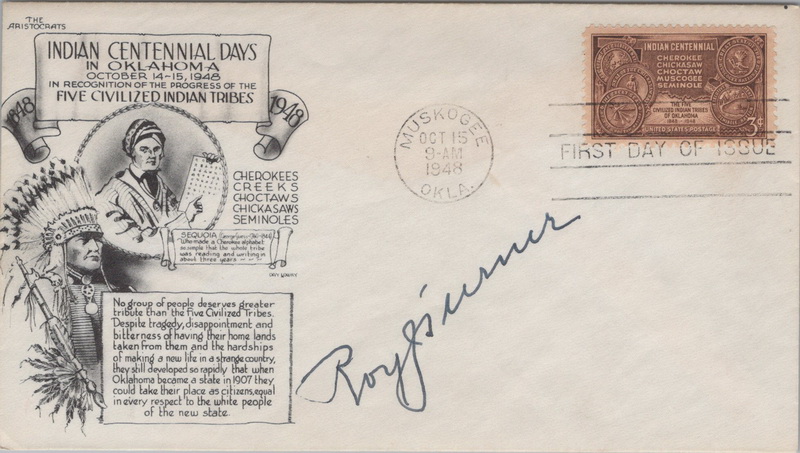 THE
ARISTOCRATS
INDIAN CENTENNIAL DAYS
IN OKLAHOMA
OCTOBER 14-15, 1948
IN RECOGNITION OF THE PROGRESS OF THE
FIVE CIVILIZED INDIAN TRIBES
1848
1948
CHEROKEES
CREEKS
CHOCTAWS
CHICKASAWS
SEMINOLES
SEQUOIA
Who made a Cherokee alphabet
so simple that the whole tribe
was reading and writing in
about three years
No group of people deserves greater
tribute than the Five Civilized Tribes.
Despite tragedy, disappointment and
bitterness of having their home lands
taken from them and the hardships
of making a new life in a strange country,
they still developed so rapidly that when
Oklahoma became a state in 1907 they
could take their place as citizens, equal
in every respect to the white people
of the new state.
MUSKOGEE
OCT 15
9-AM
1948
OKLA.
INDIAN CENTENNIAL
CHEROKEE
CHICKASAW
CHOCTAW
MUSCOGEE
SEMINOLE
THE FIVE
CIVILIZED INDIAN TRIBES
OF OKLAHOMA
1848-1948
UNITED STATES POSTAGE
3¢
FIRST DAY OF ISSUE
Roy J Turner